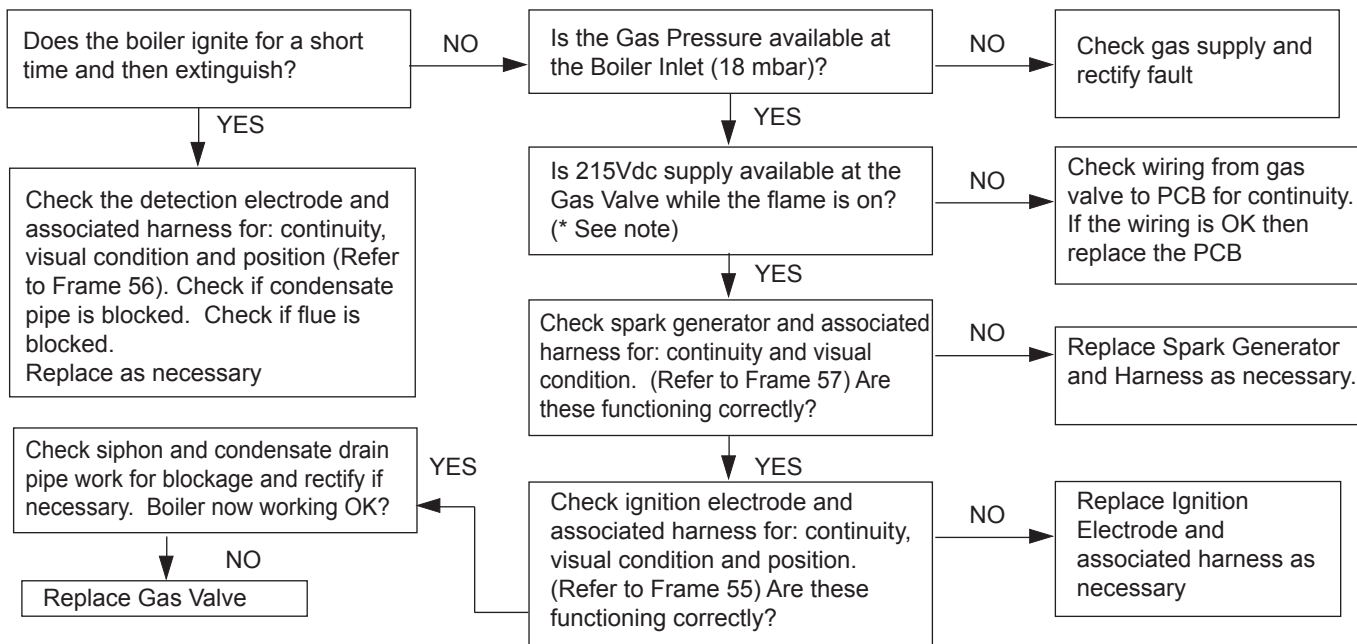 Does the boiler ignite for a short
time and then extinguish?
NO
Is the Gas Pressure available at
the Boiler Inlet (18 mbar)?
NO
Check gas supply and
rectify fault
YES
YES
Check the detection electrode and
associated harness for: continuity,
visual condition and position (Refer
to Frame 56). Check if condensate
pipe is blocked. Check if flue is
blocked.
Replace as necessary
Is 215Vdc supply available at the
Gas Valve while the flame is on?
(* See note)
NO
Check wiring from gas
valve to PCB for continuity.
If the wiring is OK then
replace the PCB
YES
Check spark generator and associated
harness for: continuity and visual
condition. (Refer to Frame 57) Are
these functioning correctly?
NO
Replace Spark Generator
and Harness as necessary.
YES
Check ignition electrode and
associated harness for: continuity,
visual condition and position.
(Refer to Frame 55) Are these
functioning correctly?
NO
Replace Ignition
Electrode and
associated harness as
necessary
YES
Check siphon and condensate drain
pipe work for blockage and rectify if
necessary. Boiler now working OK?
NO
Replace Gas Valve